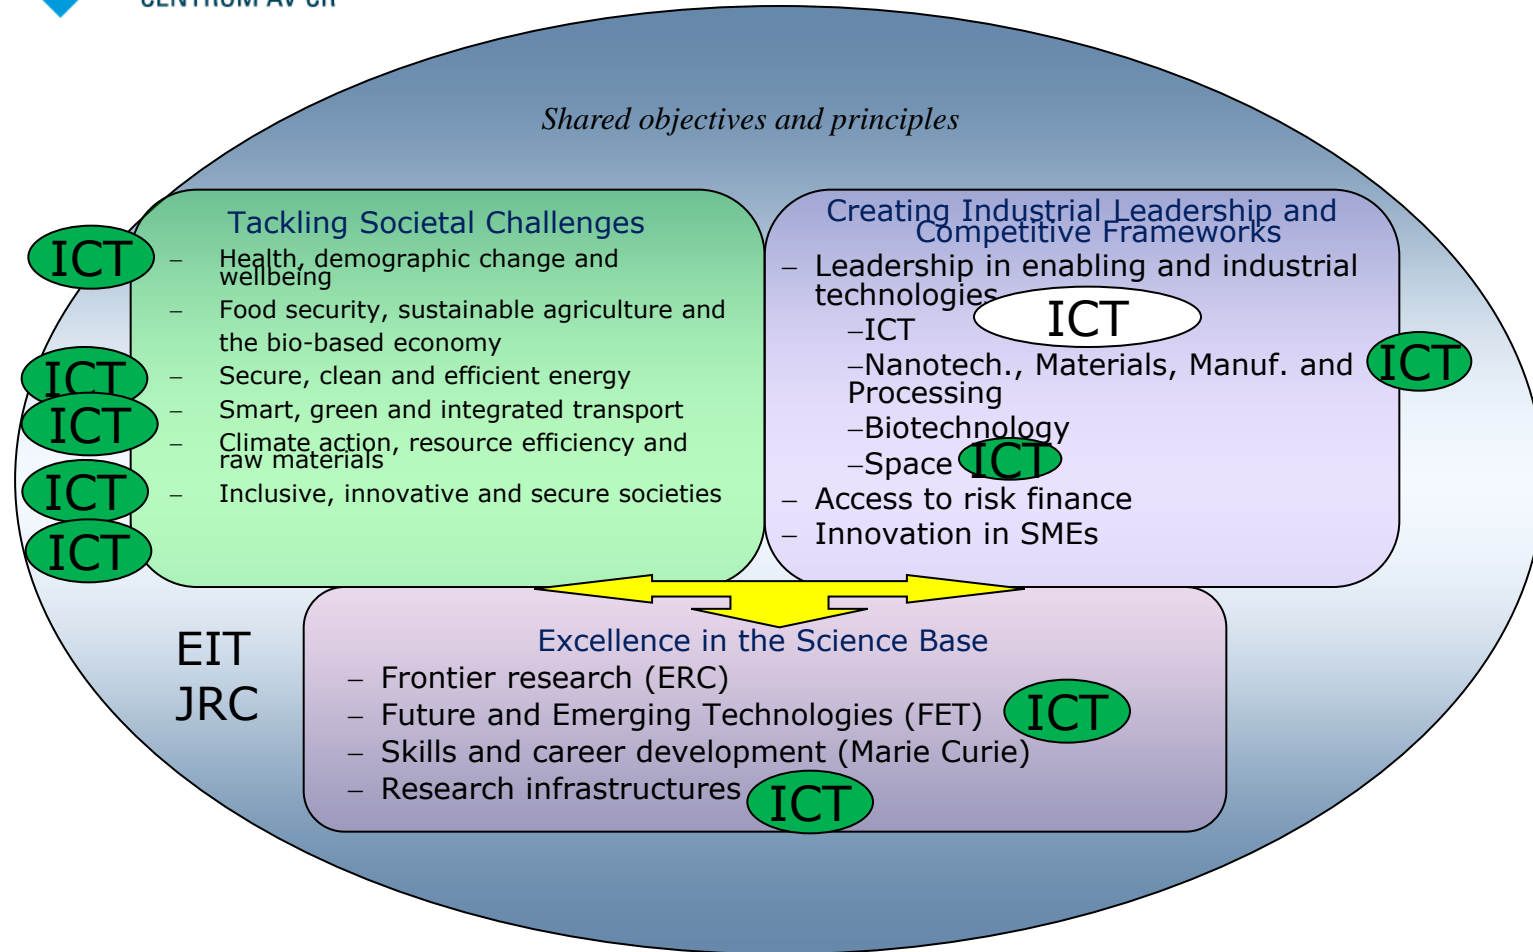 CENTRUM AV ČR
Shared objectives and principles
Tackling Societal Challenges
– Health, demographic change and
wellbeing
– Food security, sustainable agriculture and
the bio-based economy
– Secure, clean and efficient energy
– Smart, green and integrated transport
– Climate action, resource efficiency and
raw materials
– Inclusive, innovative and secure societies
ICT
ICT
ICT
ICT
ICT
Creating Industrial Leadership and
Competitive Frameworks
– Leadership in enabling and industrial
technologies
ICT
–ICT
–Nanotech., Materials, Manuf. and
Processing
ICT
–Biotechnology
–Space ICT
– Access to risk finance
– Innovation in SMEs
EIT
JRC
Excellence in the Science Base
– Frontier research (ERC)
– Future and Emerging Technologies (FET) ICT
– Skills and career development (Marie Curie)
– Research infrastructures ICT